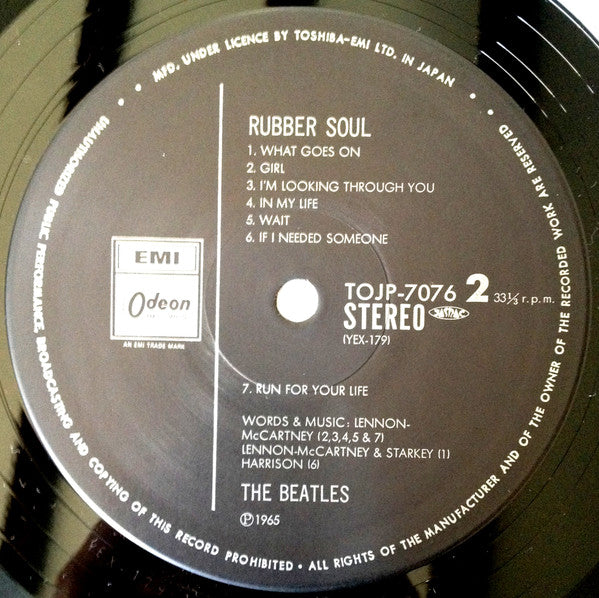 MFD. UNDER LICENCE BY TOSHIBA-EMI LTD. IN JAPAN
RUBBER SOUL
1. WHAT GOES ON
2. GIRL
3. I'M LOOKING THROUGH YOU
4. IN MY LIFE
5. WAIT
6. IF I NEEDED SOMEONE
EMI
Odeon
AN EMI TRADE MARK
TOJP-7076 2 33⅓ r.p.m.
STEREO
(YEX-179)
7. RUN FOR YOUR LIFE
WORDS & MUSIC: LENNON-
McCARTNEY (2,3,4,5 & 7)
LENNON-McCARTNEY & STARKEY (1)
HARRISON (6)
THE BEATLES
Ⓟ1965
UNAUTHORIZED PUBLIC PERFORMANCE, BROADCASTING AND COPYING OF THIS RECORD PROHIBITED • ALL RIGHTS OF THE MANUFACTURER AND OF THE OWNER OF THE RECORDED WORK ARE RESERVED